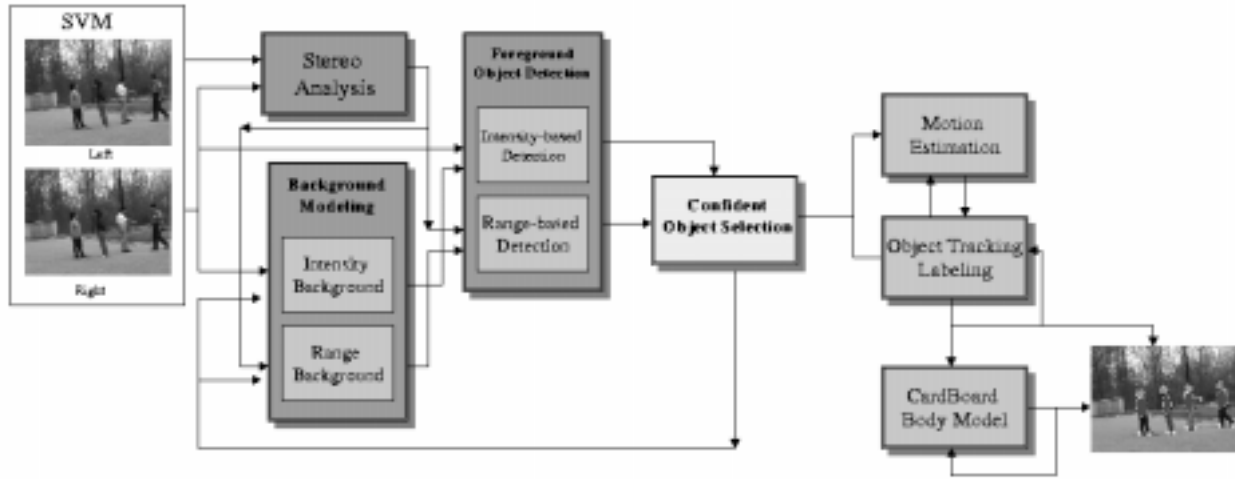 SVM
Left
Right
Stereo
Analysis
Background
Modeling
Intensity
Background
Range
Background
Foreground
Object Detection
Intensity-based
Detection
Range-based
Detection
Confident
Object Selection
Motion
Estimation
Object Tracking
Labeling
CardBoard
Body Model